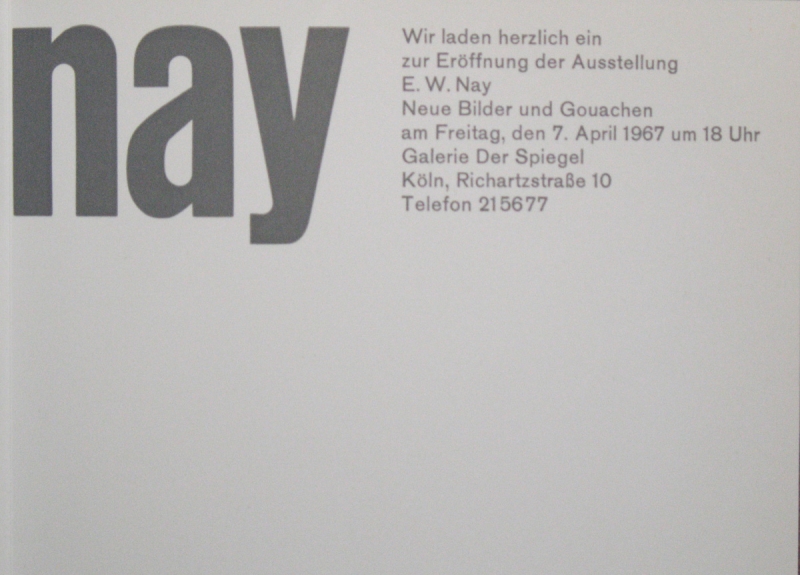 nay
Wir laden herzlich ein
zur Eröffnung der Ausstellung
E. W. Nay
Neue Bilder und Gouachen
am Freitag, den 7. April 1967 um 18 Uhr
Galerie Der Spiegel
Köln, Richartzstraße 10
Telefon 215677